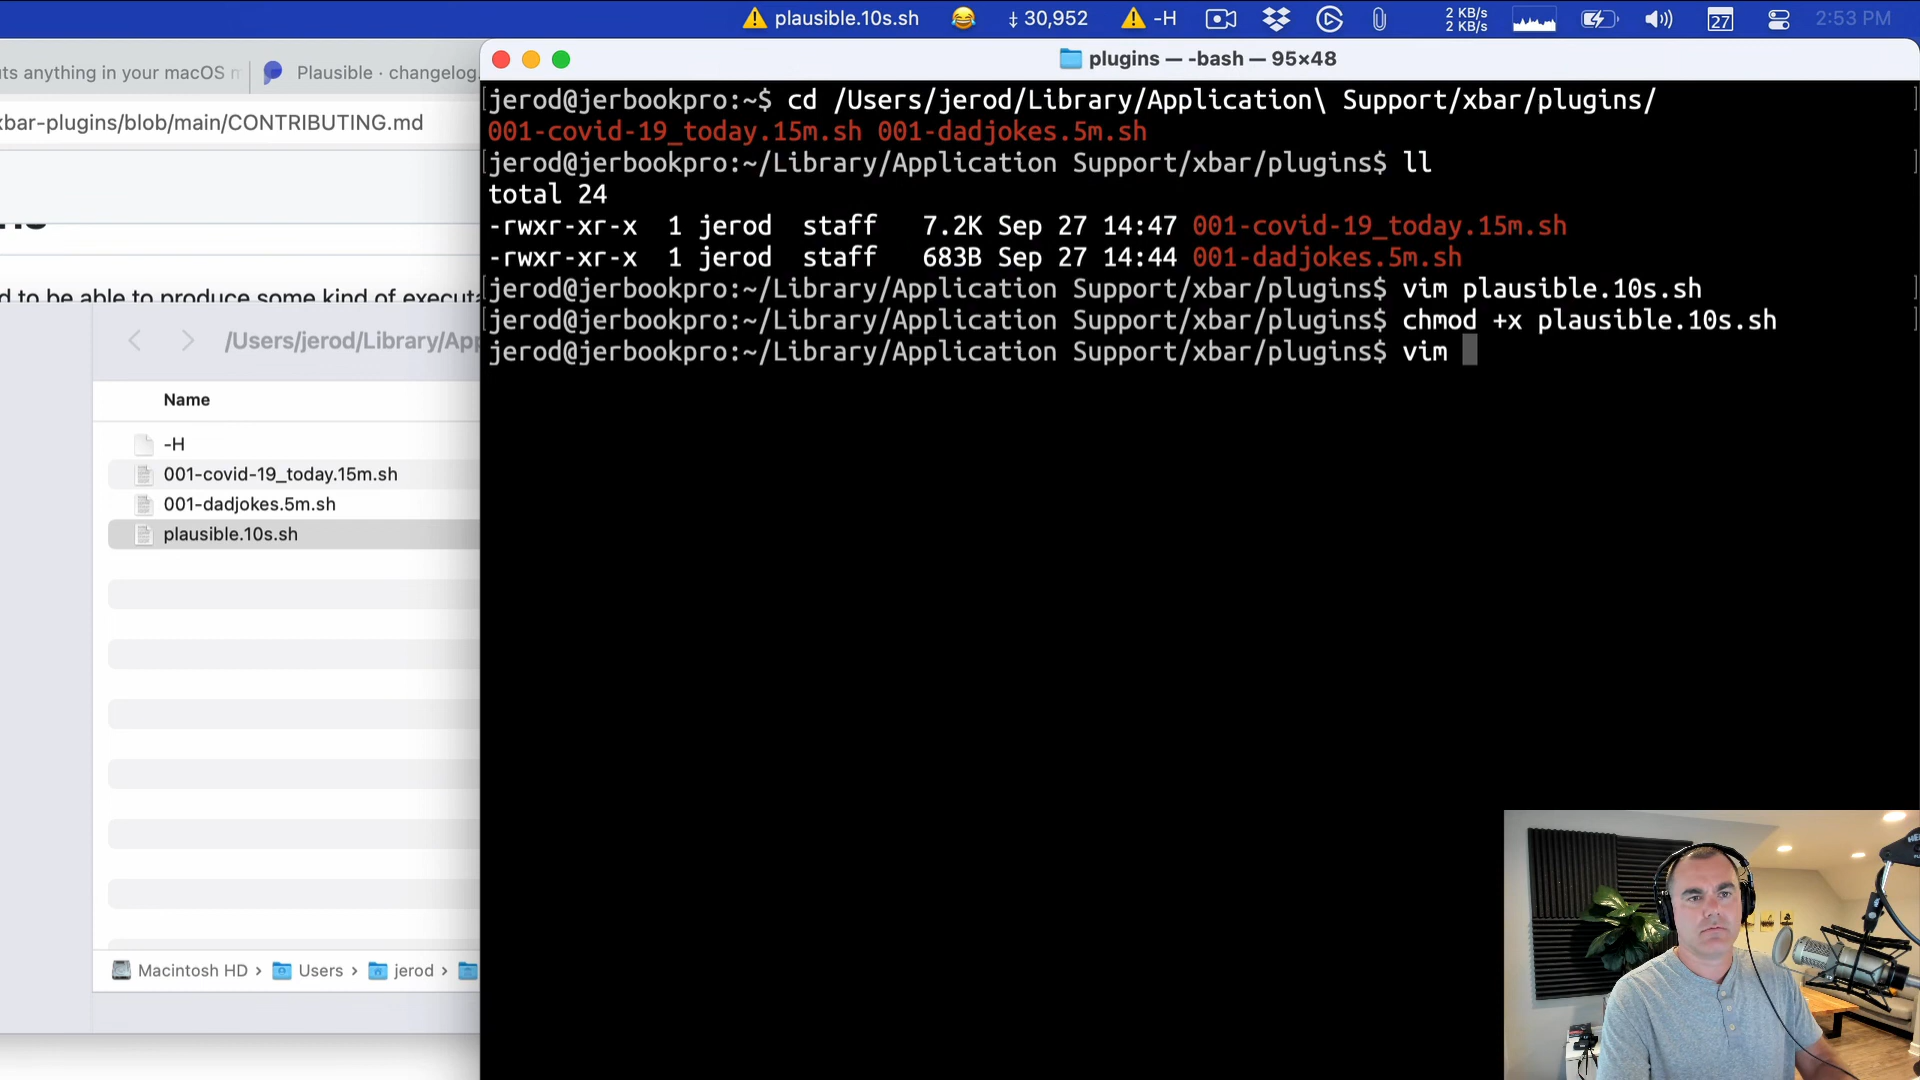 plausible.10s.sh
30,952
-H
2 KB/s
2 KB/s
27
2:53 PM
ts anything in your macOS m
Plausible · changelog.
plugins — -bash — 95×48
xbar-plugins/blob/main/CONTRIBUTING.md
[jerod@jerbookpro:~$ cd /Users/jerod/Library/Application\ Support/xbar/plugins/ ]
001-covid-19_today.15m.sh 001-dadjokes.5m.sh
[jerod@jerbookpro:~/Library/Application Support/xbar/plugins$ ll ]
total 24
-rwxr-xr-x 1 jerod staff 7.2K Sep 27 14:47 001-covid-19_today.15m.sh
-rwxr-xr-x 1 jerod staff 683B Sep 27 14:44 001-dadjokes.5m.sh
[jerod@jerbookpro:~/Library/Application Support/xbar/plugins$ vim plausible.10s.sh ]
[jerod@jerbookpro:~/Library/Application Support/xbar/plugins$ chmod +x plausible.10s.sh ]
jerod@jerbookpro:~/Library/Application Support/xbar/plugins$ vim
d to be able to produce some kind of executa
/Users/jerod/Library/App
Name
-H
001-covid-19_today.15m.sh
001-dadjokes.5m.sh
plausible.10s.sh
Macintosh HD › Users › jerod ›